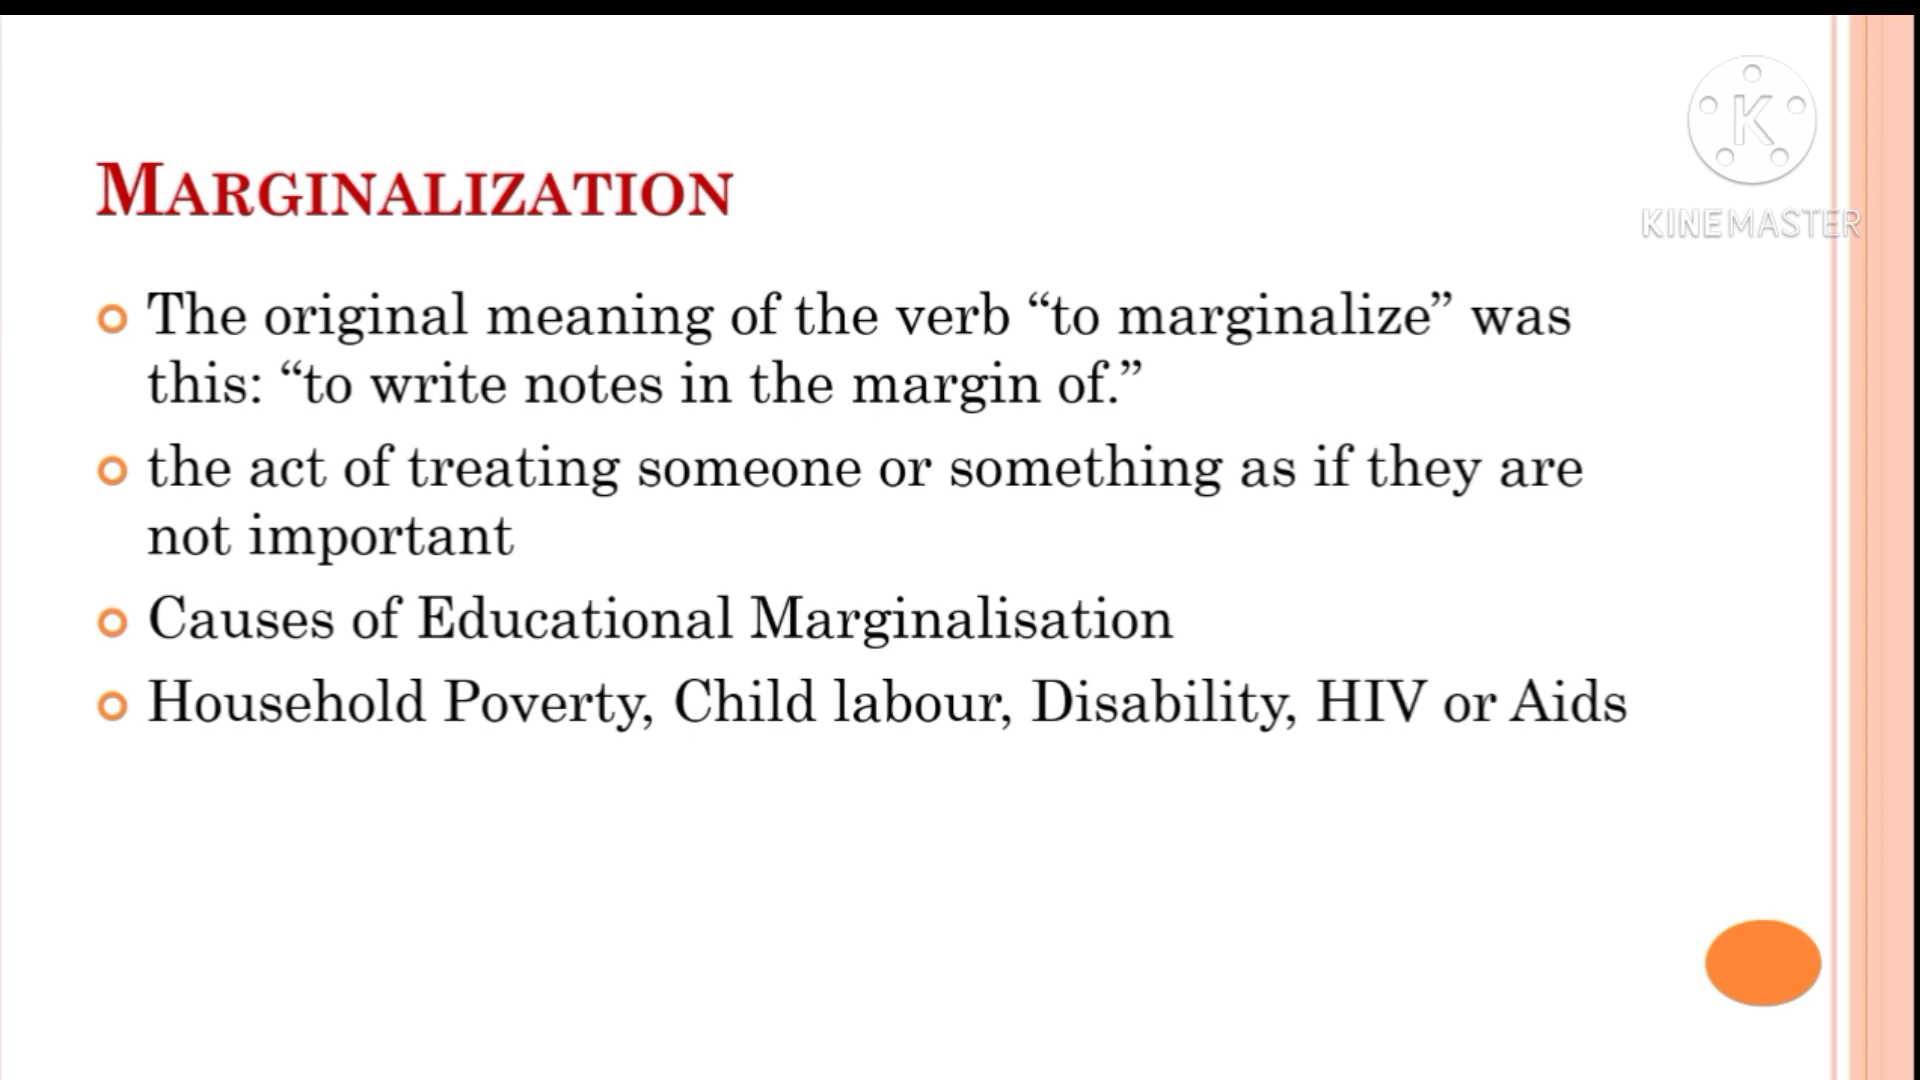 K
KINEMASTER
MARGINALIZATION
The original meaning of the verb “to marginalize” was
this: “to write notes in the margin of.”
the act of treating someone or something as if they are
not important
Causes of Educational Marginalisation
Household Poverty, Child labour, Disability, HIV or Aids